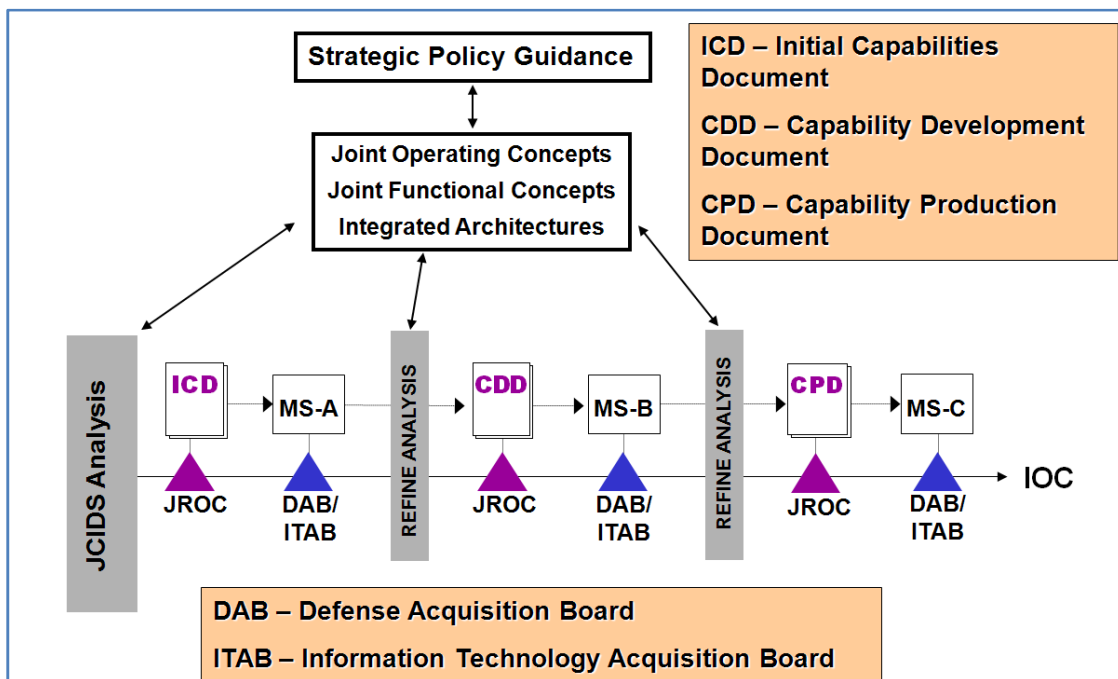 Strategic Policy Guidance
ICD – Initial Capabilities
Document
CDD – Capability Development
Document
CPD – Capability Production
Document
Joint Operating Concepts
Joint Functional Concepts
Integrated Architectures
JCIDS Analysis
ICD
MS-A
REFINE ANALYSIS
CDD
MS-B
REFINE ANALYSIS
CPD
MS-C
JROC
DAB/
ITAB
JROC
DAB/
ITAB
JROC
DAB/
ITAB
IOC
DAB – Defense Acquisition Board
ITAB – Information Technology Acquisition Board